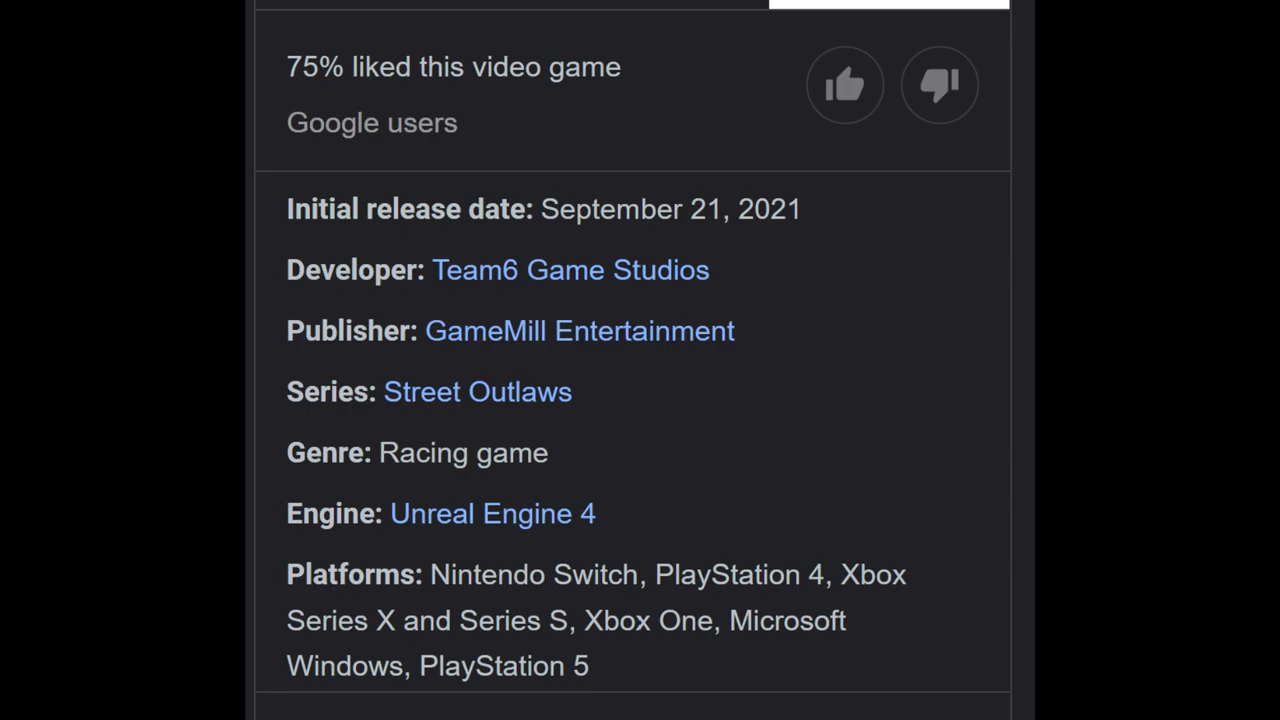 75% liked this video game
Google users
Initial release date: September 21, 2021
Developer: Team6 Game Studios
Publisher: GameMill Entertainment
Series: Street Outlaws
Genre: Racing game
Engine: Unreal Engine 4
Platforms: Nintendo Switch, PlayStation 4, Xbox
Series X and Series S, Xbox One, Microsoft
Windows, PlayStation 5